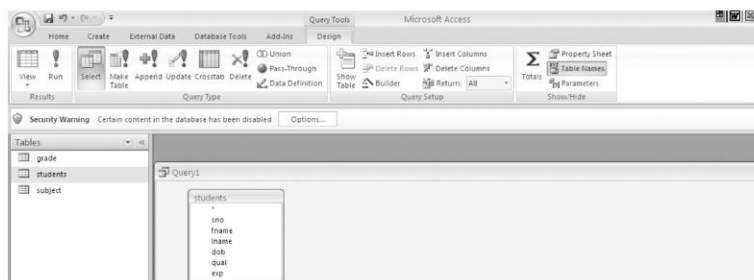 Query Tools Microsoft Access
Home Create External Data Database Tools Add-Ins Design
View
Run
Select
Make Table
Append
Update
Crosstab
Delete
Union
Pass-Through
Data Definition
Show Table
Insert Rows
Delete Rows
Builder
Insert Columns
Delete Columns
Return: All
Totals
Property Sheet
Table Names
Parameters
Results Query Type Query Setup Show/Hide
Security Warning Certain content in the database has been disabled Options...
Tables
grade
students
subject
Query1
students
*
sno
fname
lname
dob
qual
exp